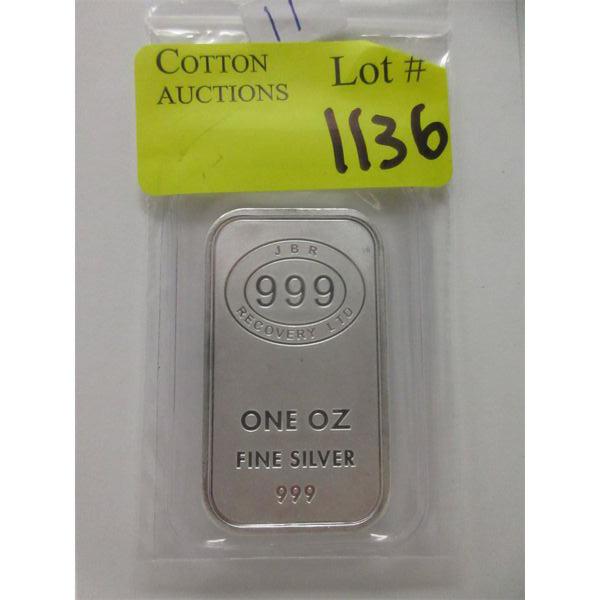 11
COTTON
AUCTIONS
Lot #
1136
JBR
999
RECOVERY LTD
ONE OZ
FINE SILVER
999